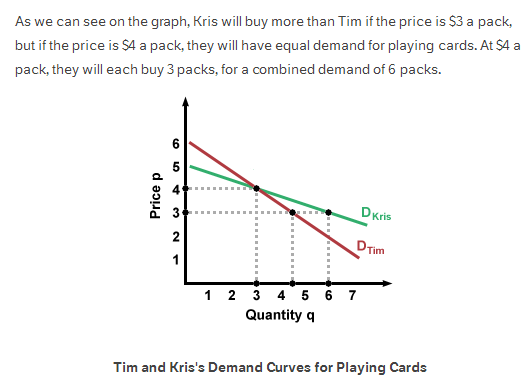 As we can see on the graph, Kris will buy more than Tim if the price is $3 a pack,
but if the price is $4 a pack, they will have equal demand for playing cards. At $4 a
pack, they will each buy 3 packs, for a combined demand of 6 packs.
6
5
4
3
2
1
Price p
D Kris
D Tim
1 2 3 4 5 6 7
Quantity q
Tim and Kris's Demand Curves for Playing Cards